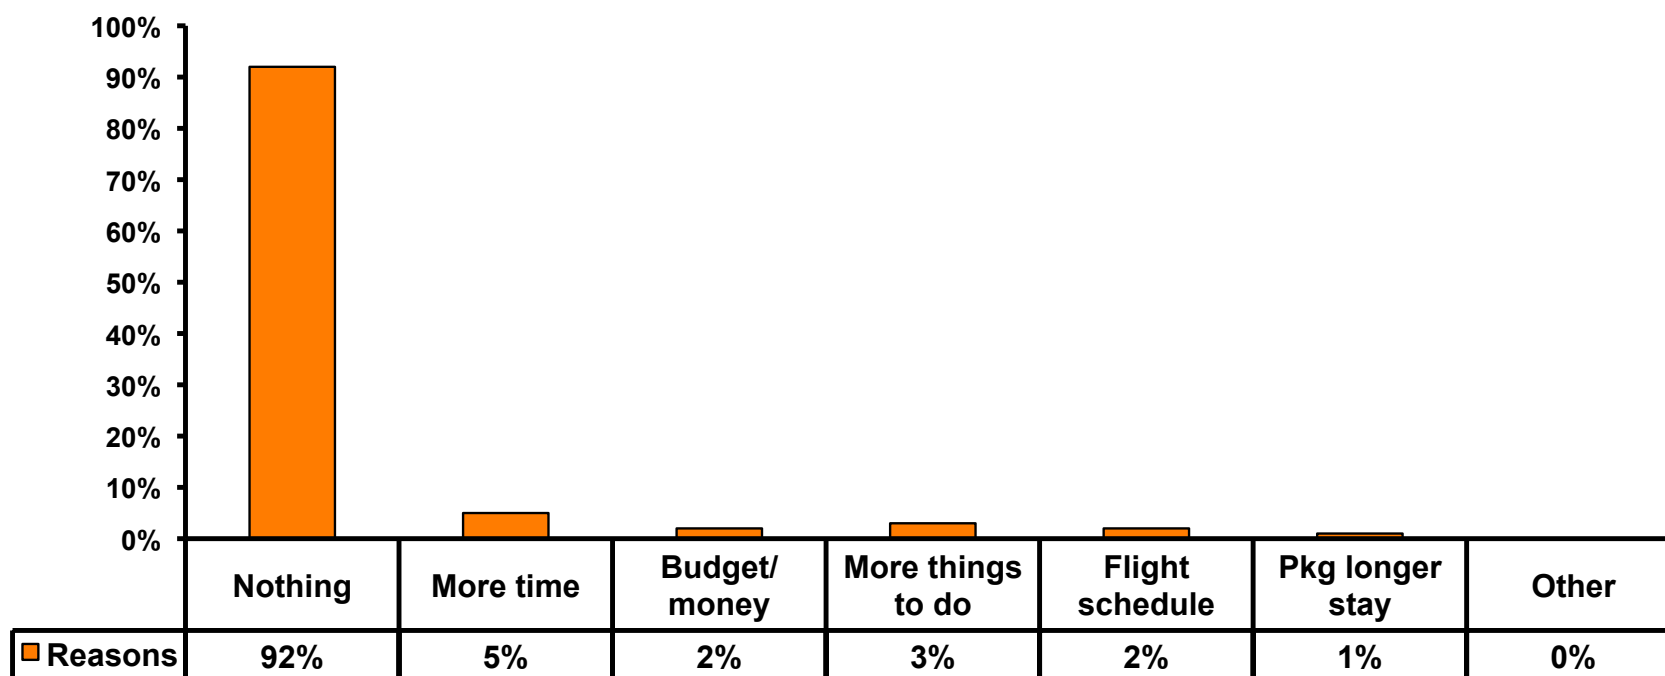 100%
90%
80%
70%
60%
50%
40%
30%
20%
10%
0%
Nothing
More time
Budget/
money
More things
to do
Flight
schedule
Pkg longer
stay
Other
Reasons 92% 5% 2% 3% 2% 1% 0%